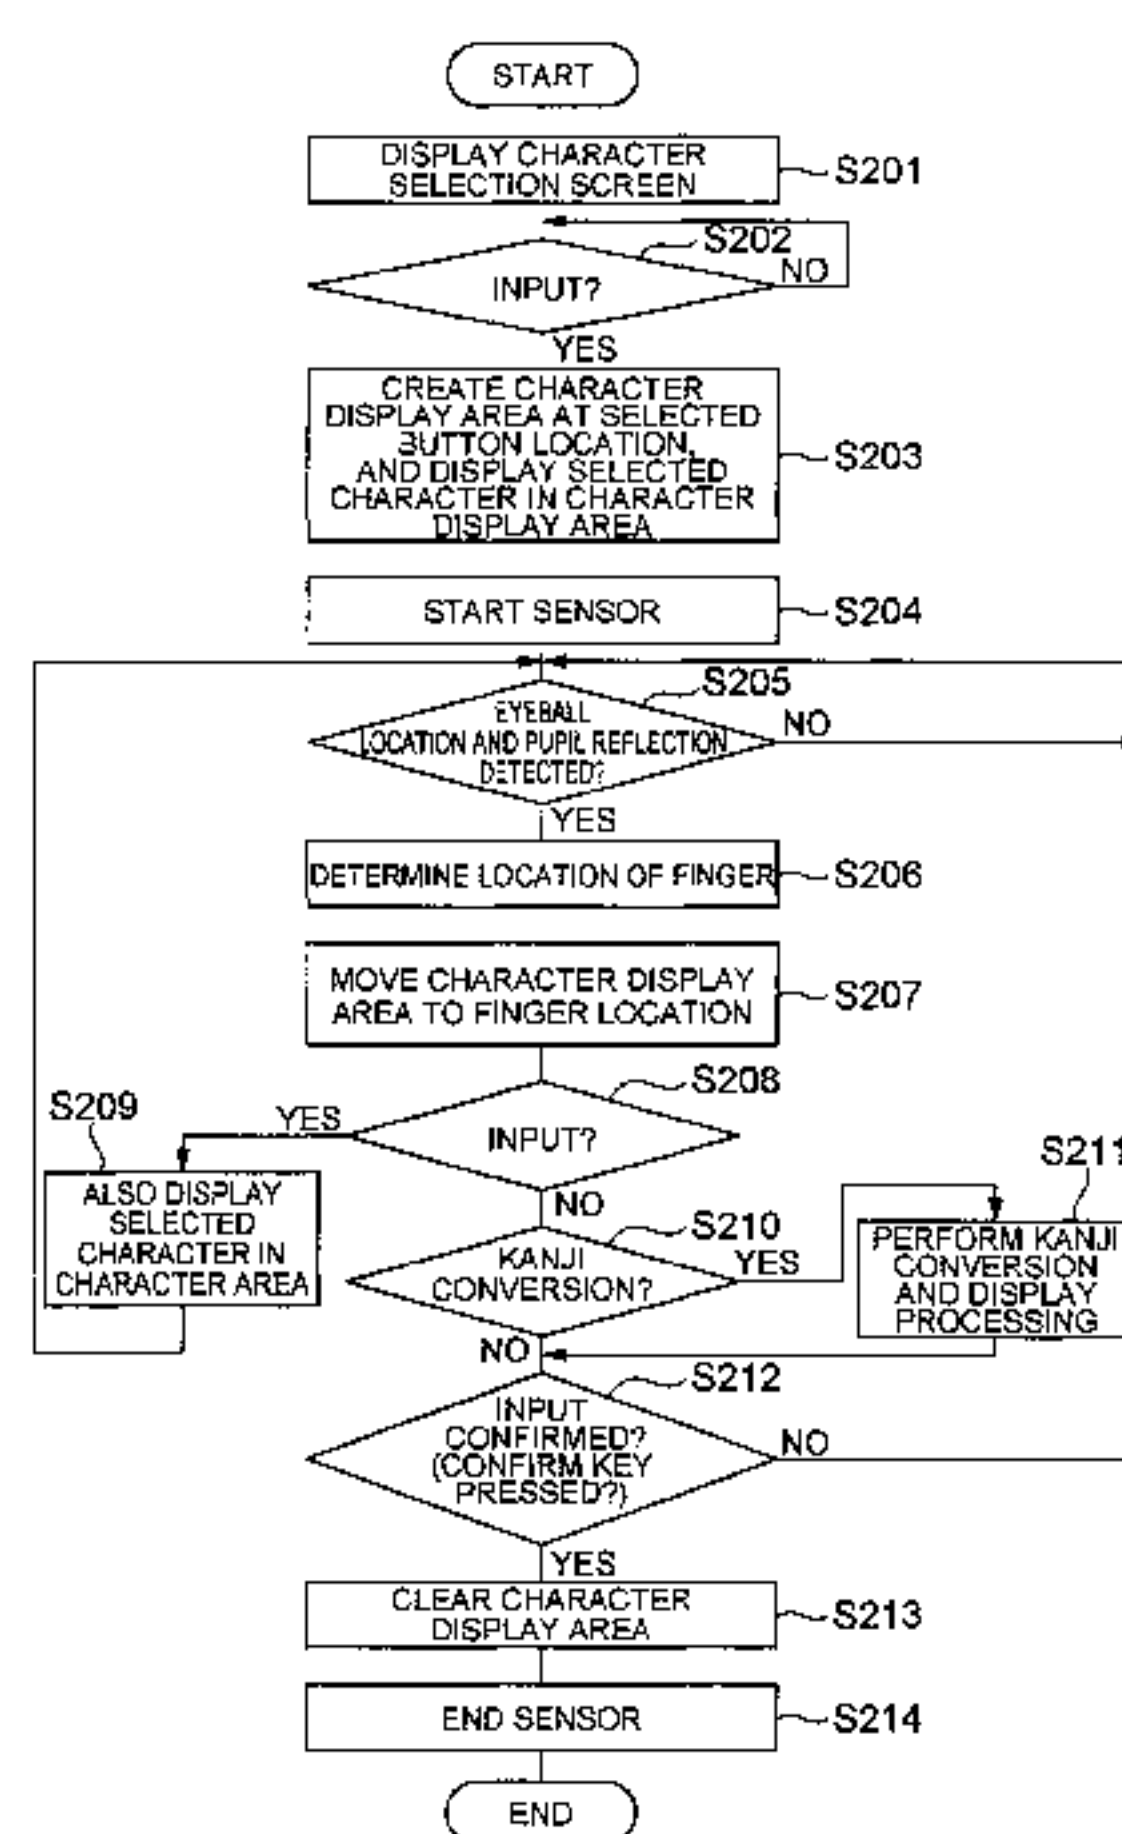 START
DISPLAY CHARACTER
SELECTION SCREEN
S201
S202
INPUT?
NO
YES
CREATE CHARACTER
DISPLAY AREA AT SELECTED
BUTTON LOCATION,
AND DISPLAY SELECTED
CHARACTER IN CHARACTER
DISPLAY AREA
S203
START SENSOR
S204
S205
EYEBALL
LOCATION AND PUPIL REFLECTION
DETECTED?
NO
YES
DETERMINE LOCATION OF FINGER
S206
MOVE CHARACTER DISPLAY
AREA TO FINGER LOCATION
S207
S208
INPUT?
YES
NO
S209
ALSO DISPLAY
SELECTED
CHARACTER IN
CHARACTER AREA
S210
KANJI
CONVERSION?
YES
NO
S211
PERFORM KANJI
CONVERSION
AND DISPLAY
PROCESSING
S212
INPUT
CONFIRMED?
(CONFIRM KEY
PRESSED?)
NO
YES
CLEAR CHARACTER
DISPLAY AREA
S213
END SENSOR
S214
END